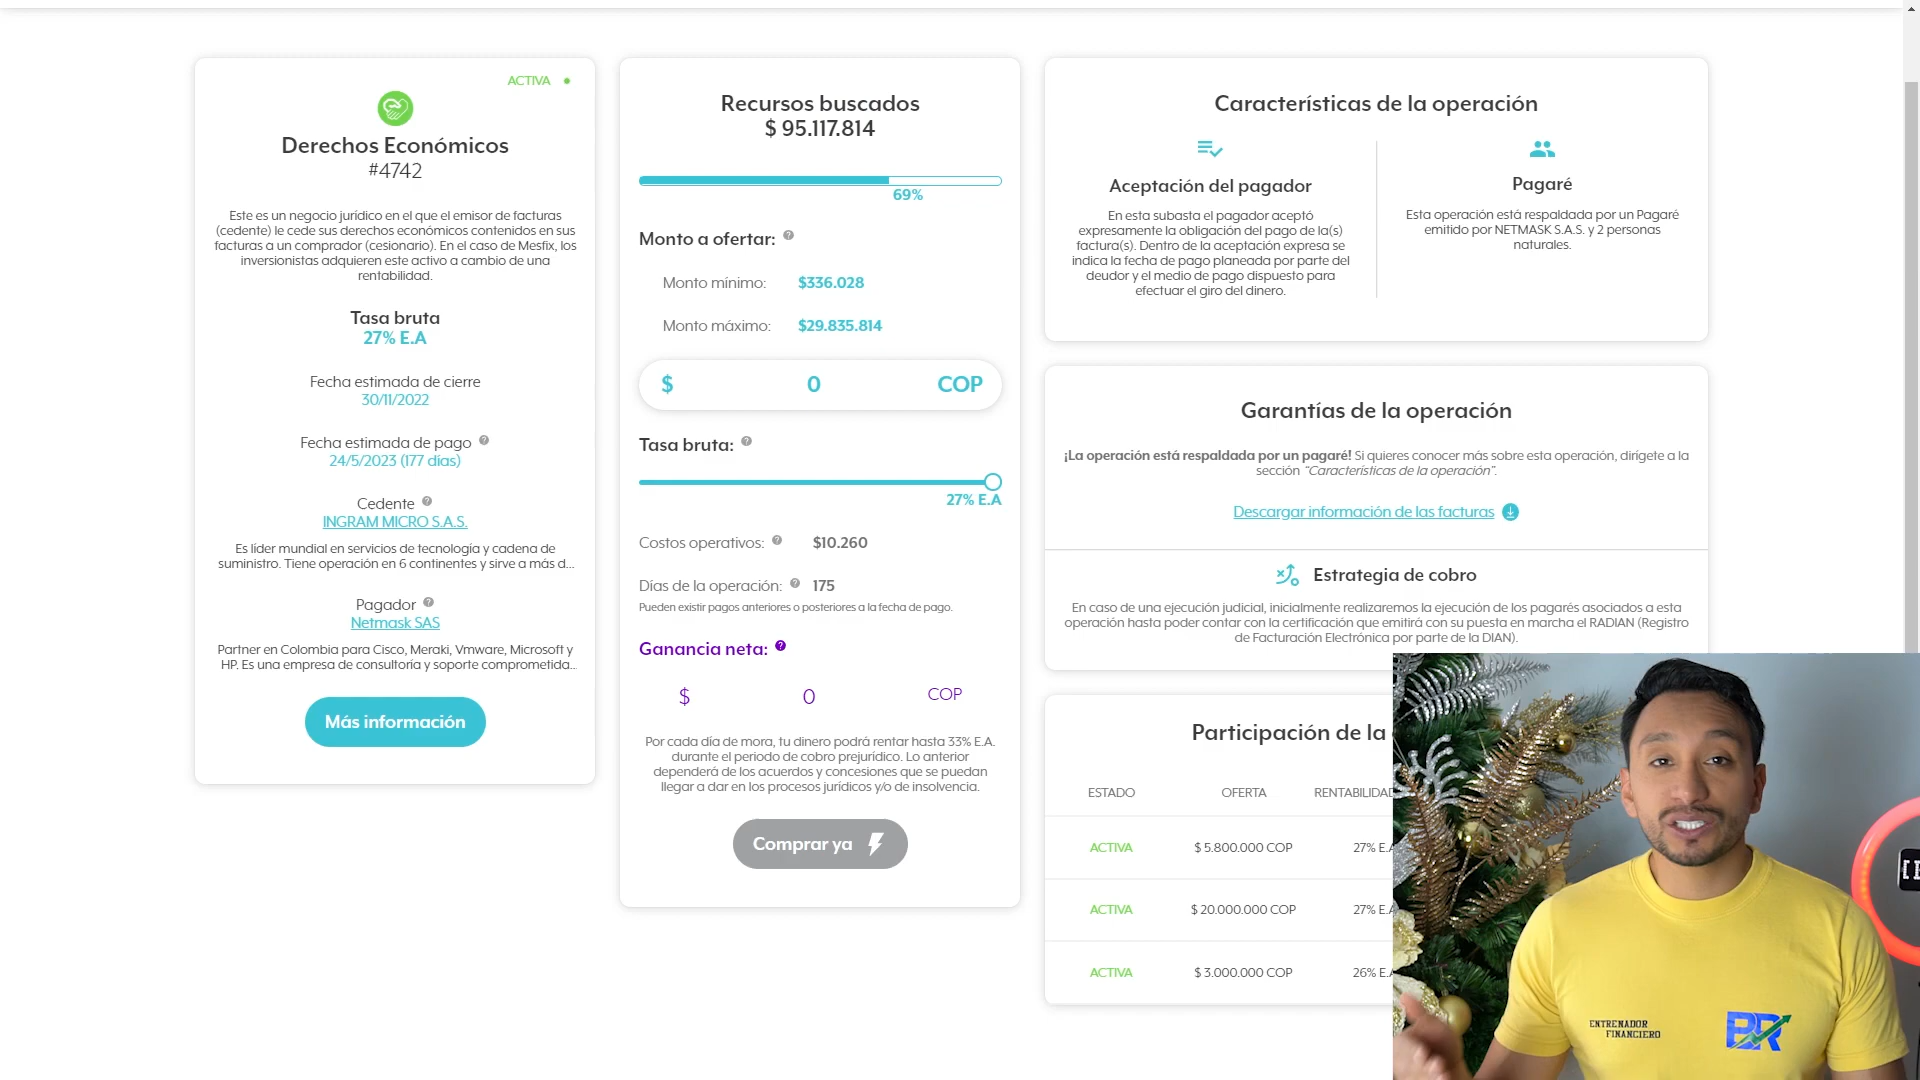 ACTIVA
Derechos Económicos
#4742
Este es un negocio jurídico en el que el emisor de facturas
(cedente) le cede sus derechos económicos contenidos en sus
facturas a un comprador (cesionario). En el caso de Mesfix, los
inversionistas adquieren este activo a cambio de una
rentabilidad.
Tasa bruta
27% E.A
Fecha estimada de cierre
30/11/2022
Fecha estimada de pago
24/5/2023 (177 días)
Cedente
INGRAM MICRO S.A.S.
Es líder mundial en servicios de tecnología y cadena de
suministro. Tiene operación en 6 continentes y sirve a más d...
Pagador
Netmask SAS
Partner en Colombia para Cisco, Meraki, Vmware, Microsoft y
HP. Es una empresa de consultoría y soporte comprometida...
Más información
Recursos buscados
$ 95.117.814
69%
Monto a ofertar:
Monto mínimo: $336.028
Monto máximo: $29.835.814
$ 0 COP
Tasa bruta:
27% E.A
Costos operativos: $10.260
Días de la operación: 175
Pueden existir pagos anteriores o posteriores a la fecha de pago.
Ganancia neta:
$ 0 COP
Por cada día de mora, tu dinero podrá rentar hasta 33% E.A.
durante el periodo de cobro prejurídico. Lo anterior
dependerá de los acuerdos y concesiones que se puedan
llegar a dar en los procesos jurídicos y/o de insolvencia.
Comprar ya
Características de la operación
Aceptación del pagador
En esta subasta el pagador aceptó
expresamente la obligación del pago de la(s)
factura(s). Dentro de la aceptación expresa se
indica la fecha de pago planeada por parte del
deudor y el medio de pago dispuesto para
efectuar el giro del dinero.
Pagaré
Esta operación está respaldada por un Pagaré
emitido por NETMASK S.A.S. y 2 personas
naturales.
Garantías de la operación
¡La operación está respaldada por un pagaré! Si quieres conocer más sobre esta operación, dirígete a la
sección “Características de la operación”.
Descargar información de las facturas
Estrategia de cobro
En caso de una ejecución judicial, inicialmente realizaremos la ejecución de los pagarés asociados a esta
operación hasta poder contar con la certificación que emitirá con su puesta en marcha el RADIAN (Registro
de Facturación Electrónica por parte de la DIAN).
Participación de la
ESTADO OFERTA RENTABILIDAD
ACTIVA $ 5.800.000 COP 27% E.A
ACTIVA $ 20.000.000 COP 27% E.A
ACTIVA $ 3.000.000 COP 26% E.A
ENTRENADOR
FINANCIERO
BR